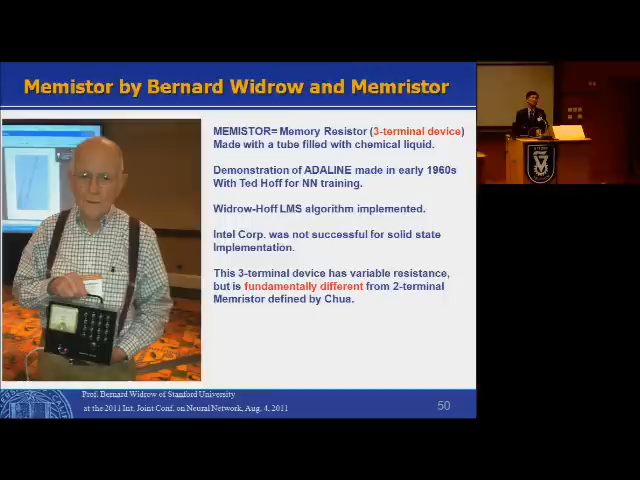 Memistor by Bernard Widrow and Memristor
MEMISTOR= Memory Resistor (3-terminal device)
Made with a tube filled with chemical liquid.
Demonstration of ADALINE made in early 1960s
With Ted Hoff for NN training.
Widrow-Hoff LMS algorithm implemented.
Intel Corp. was not successful for solid state
Implementation.
This 3-terminal device has variable resistance,
but is fundamentally different from 2-terminal
Memristor defined by Chua.
Prof. Bernard Widrow of Stanford University
at the 2011 Int. Joint Conf. on Neural Network, Aug. 4, 2011
50